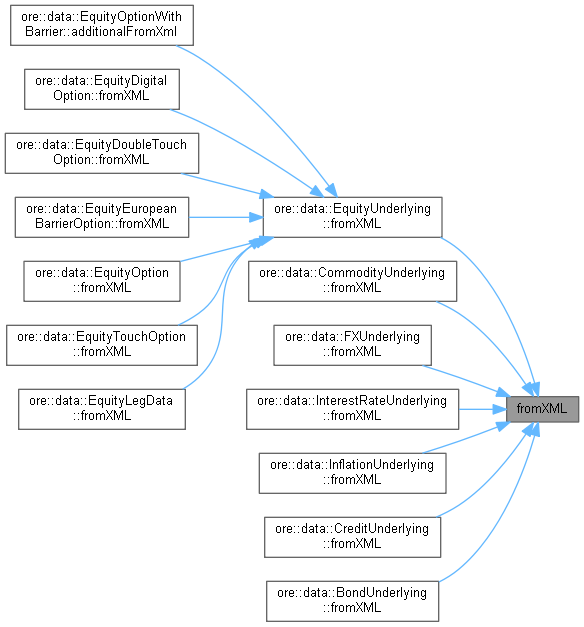 ore::data::EquityOptionWith
Barrier::additionalFromXml
ore::data::EquityDigital
Option::fromXML
ore::data::EquityDoubleTouch
Option::fromXML
ore::data::EquityEuropean
BarrierOption::fromXML
ore::data::EquityOption
::fromXML
ore::data::EquityTouchOption
::fromXML
ore::data::EquityLegData
::fromXML
ore::data::EquityUnderlying
::fromXML
ore::data::CommodityUnderlying
::fromXML
ore::data::FXUnderlying
::fromXML
ore::data::InterestRateUnderlying
::fromXML
ore::data::InflationUnderlying
::fromXML
ore::data::CreditUnderlying
::fromXML
ore::data::BondUnderlying
::fromXML
fromXML